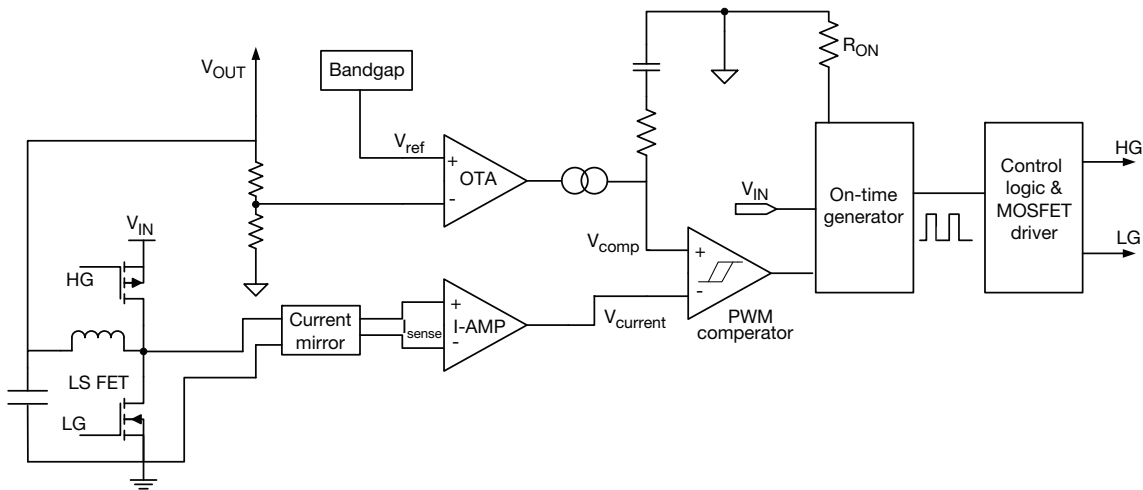 R_ON
V_OUT
Bandgap
V_ref
+
OTA
-
HG
Control
logic &
MOSFET
driver
LG
V_IN
On-time
generator
V_IN
HG
V_comp
+
-
PWM
comperator
V_current
Current
mirror
I_sense
+
I-AMP
-
LS FET
LG